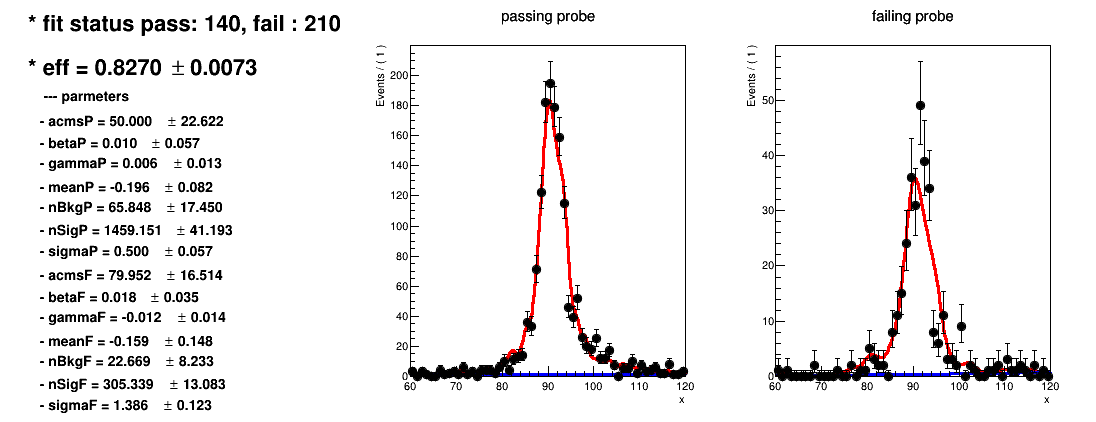 * fit status pass: 140, fail : 210
* eff = 0.8270 ± 0.0073
--- parmeters
- acmsP = 50.000 ± 22.622
- betaP = 0.010 ± 0.057
- gammaP = 0.006 ± 0.013
- meanP = -0.196 ± 0.082
- nBkgP = 65.848 ± 17.450
- nSigP = 1459.151 ± 41.193
- sigmaP = 0.500 ± 0.057
- acmsF = 79.952 ± 16.514
- betaF = 0.018 ± 0.035
- gammaF = -0.012 ± 0.014
- meanF = -0.159 ± 0.148
- nBkgF = 22.669 ± 8.233
- nSigF = 305.339 ± 13.083
- sigmaF = 1.386 ± 0.123
passing probe
Events / ( 1 )
200
180
160
140
120
100
80
60
40
20
0
60 70 80 90 100 110 120
x
failing probe
Events / ( 1 )
50
40
30
20
10
0
60 70 80 90 100 110 120
x